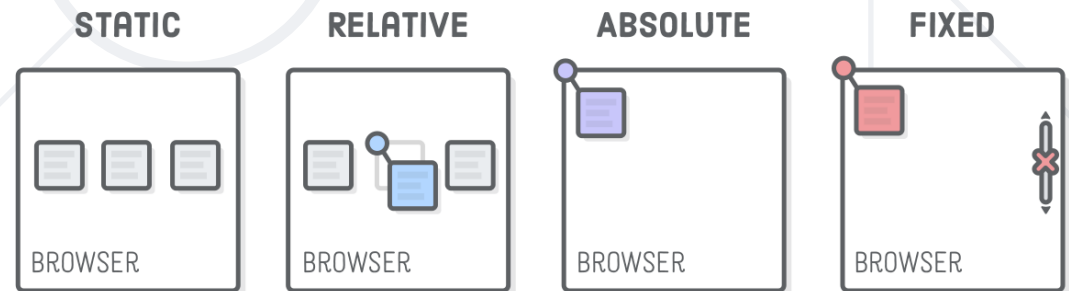 STATIC
RELATIVE
ABSOLUTE
FIXED
BROWSER
BROWSER
BROWSER
BROWSER